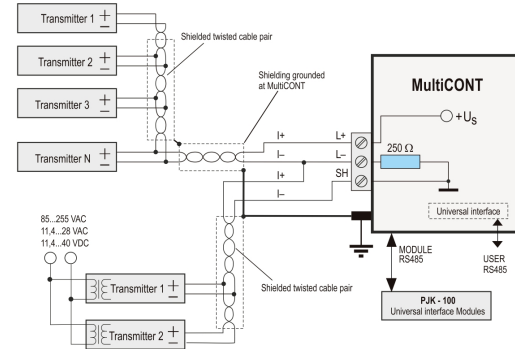 Transmitter 1 + –
Shielded twisted cable pair
Transmitter 2 + –
Shielding grounded
at MultiCONT
Transmitter 3 + –
MultiCONT
+US
I+
L+
250 Ω
Transmitter N + –
I–
L–
I+
SH
I–
Universal interface
85...255 VAC
11,4...28 VAC
11,4...40 VDC
MODULE
RS485
USER
RS485
Transmitter 1 + –
Shielded twisted cable pair
PJK - 100
Universal interface Modules
Transmitter 2 + –